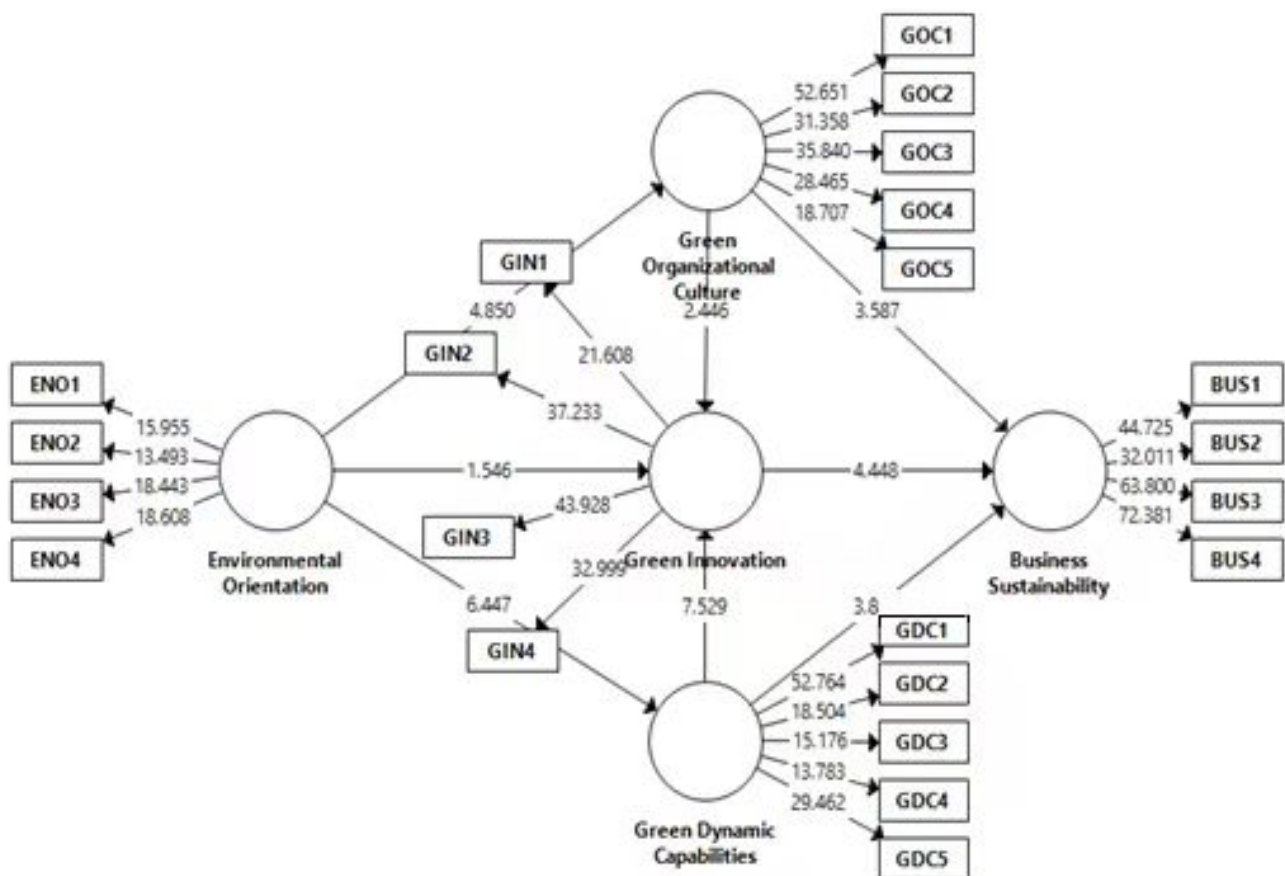 GOC1
52.651
GOC2
31.358
35.840
GOC3
28.465
GOC4
18.707
Green
Organizational
Culture
GIN1
GOC5
4.850
2.446
3.587
GIN2
21.608
ENO1
BUS1
15.955
37.233
44.725
ENO2
BUS2
13.493
32.011
1.546
4.448
ENO3
18.443
63.800
BUS3
18.608
43.928
72.381
GIN3
ENO4
Environmental
Orientation
32.999
Green Innovation
Business
Sustainability
BUS4
6.447
7.529
3.8
GIN4
GDC1
52.764
GDC2
18.504
15.176
GDC3
13.783
GDC4
29.462
Green Dynamic
Capabilities
GDC5